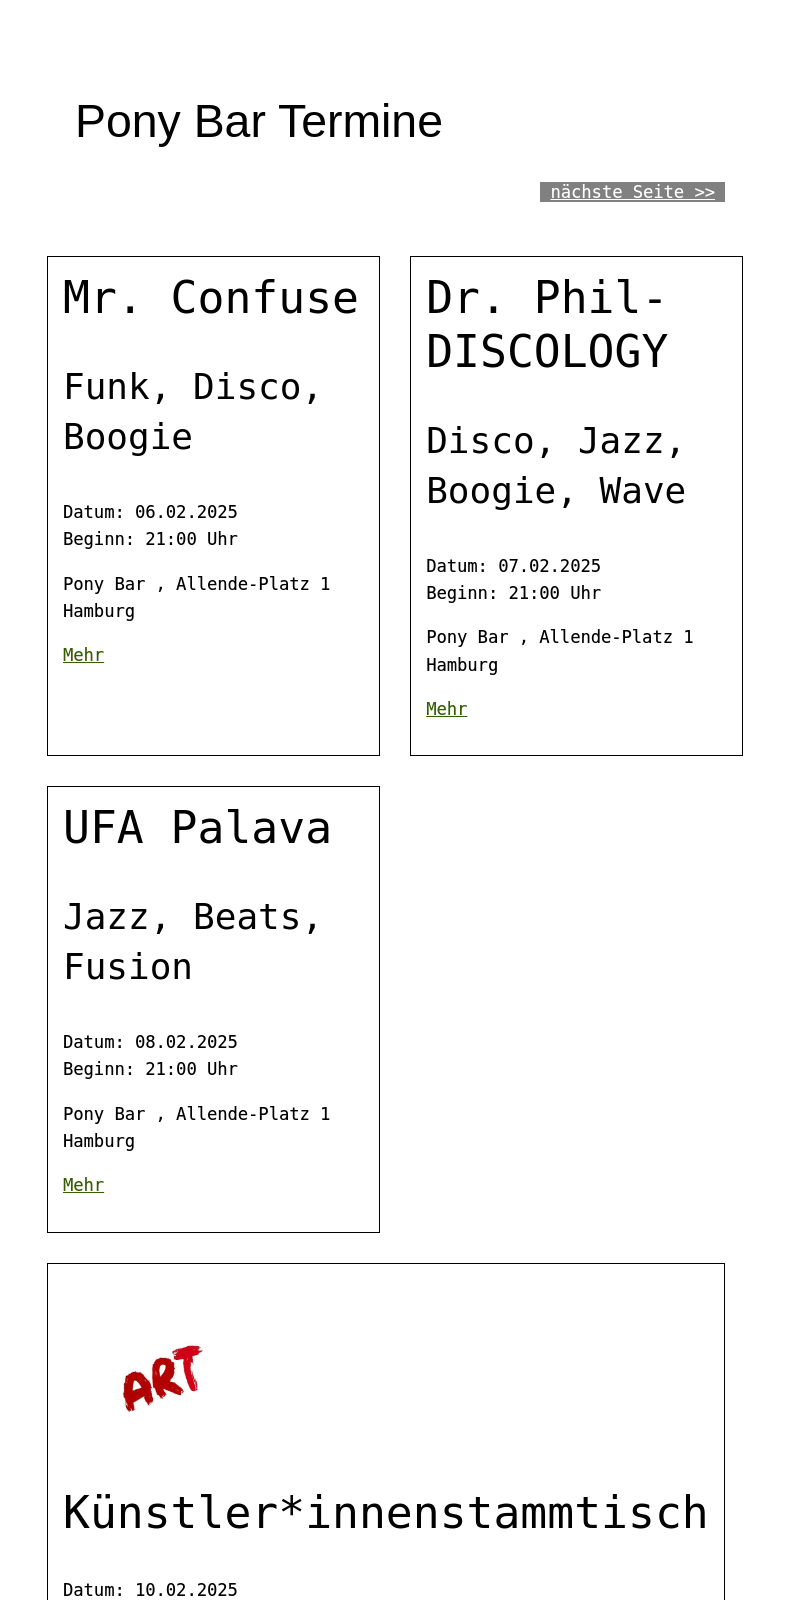 Pony Bar Termine
nächste Seite >>
Mr. Confuse
Funk, Disco,
Boogie
Datum: 06.02.2025
Beginn: 21:00 Uhr
Pony Bar , Allende-Platz 1
Hamburg
Mehr
Dr. Phil-
DISCOLOGY
Disco, Jazz,
Boogie, Wave
Datum: 07.02.2025
Beginn: 21:00 Uhr
Pony Bar , Allende-Platz 1
Hamburg
Mehr
UFA Palava
Jazz, Beats,
Fusion
Datum: 08.02.2025
Beginn: 21:00 Uhr
Pony Bar , Allende-Platz 1
Hamburg
Mehr
ART
Künstler*innenstammtisch
Datum: 10.02.2025